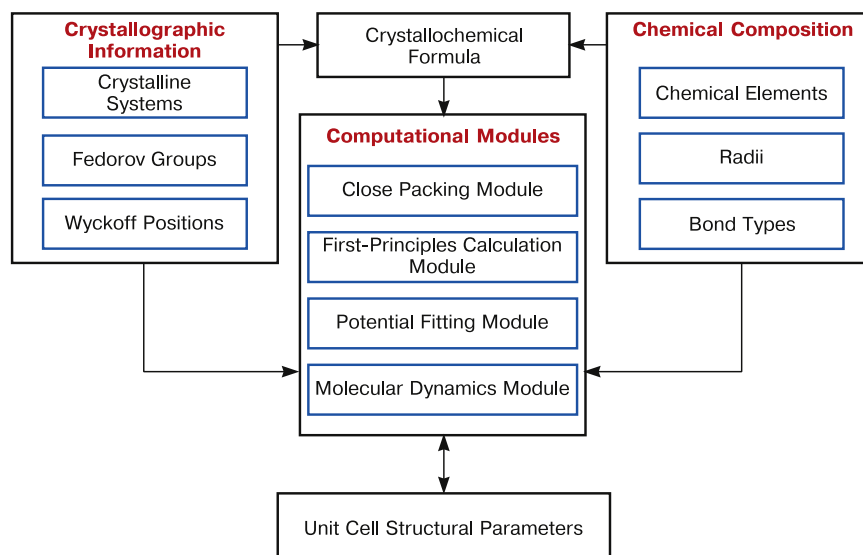 Crystallographic
Information
Crystalline
Systems
Fedorov Groups
Wyckoff Positions
Crystallochemical
Formula
Computational Modules
Close Packing Module
First-Principles Calculation
Module
Potential Fitting Module
Molecular Dynamics Module
Chemical Composition
Chemical Elements
Radii
Bond Types
Unit Cell Structural Parameters